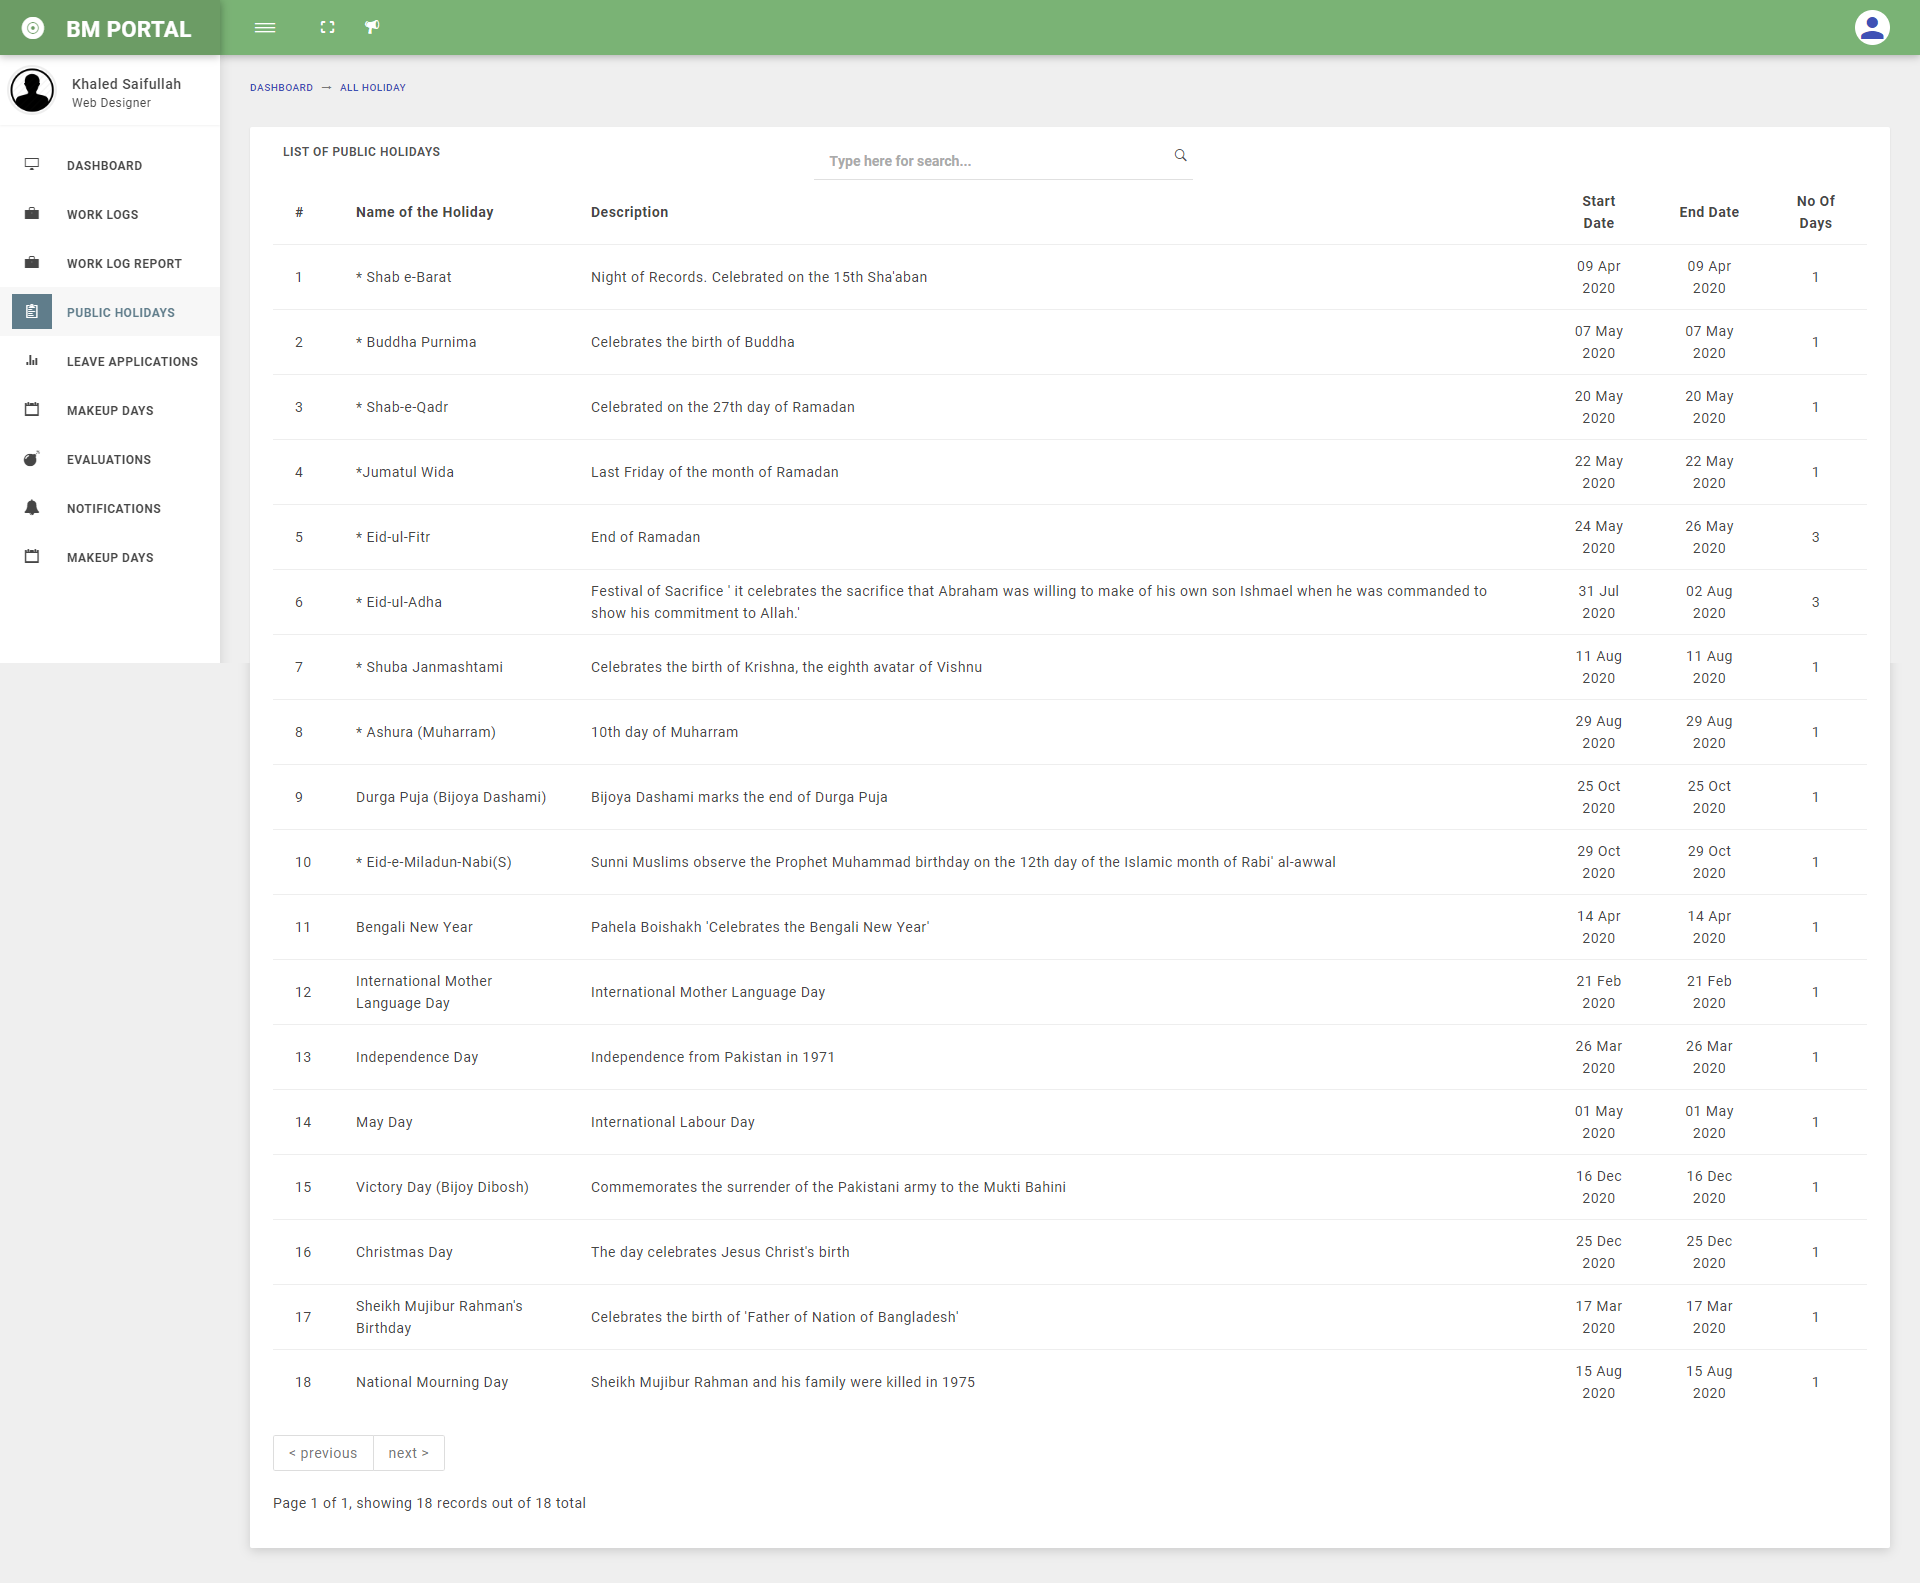 BM PORTAL
Khaled Saifullah
Web Designer
DASHBOARD
WORK LOGS
WORK LOG REPORT
PUBLIC HOLIDAYS
LEAVE APPLICATIONS
MAKEUP DAYS
EVALUATIONS
NOTIFICATIONS
MAKEUP DAYS
DASHBOARD → ALL HOLIDAY
LIST OF PUBLIC HOLIDAYS
Type here for search...
# Name of the Holiday Description Start Date End Date No Of Days
1 * Shab e-Barat Night of Records. Celebrated on the 15th Sha'aban 09 Apr 2020 09 Apr 2020 1
2 * Buddha Purnima Celebrates the birth of Buddha 07 May 2020 07 May 2020 1
3 * Shab-e-Qadr Celebrated on the 27th day of Ramadan 20 May 2020 20 May 2020 1
4 *Jumatul Wida Last Friday of the month of Ramadan 22 May 2020 22 May 2020 1
5 * Eid-ul-Fitr End of Ramadan 24 May 2020 26 May 2020 3
6 * Eid-ul-Adha Festival of Sacrifice ' it celebrates the sacrifice that Abraham was willing to make of his own son Ishmael when he was commanded to show his commitment to Allah.' 31 Jul 2020 02 Aug 2020 3
7 * Shuba Janmashtami Celebrates the birth of Krishna, the eighth avatar of Vishnu 11 Aug 2020 11 Aug 2020 1
8 * Ashura (Muharram) 10th day of Muharram 29 Aug 2020 29 Aug 2020 1
9 Durga Puja (Bijoya Dashami) Bijoya Dashami marks the end of Durga Puja 25 Oct 2020 25 Oct 2020 1
10 * Eid-e-Miladun-Nabi(S) Sunni Muslims observe the Prophet Muhammad birthday on the 12th day of the Islamic month of Rabi' al-awwal 29 Oct 2020 29 Oct 2020 1
11 Bengali New Year Pahela Boishakh 'Celebrates the Bengali New Year' 14 Apr 2020 14 Apr 2020 1
12 International Mother Language Day International Mother Language Day 21 Feb 2020 21 Feb 2020 1
13 Independence Day Independence from Pakistan in 1971 26 Mar 2020 26 Mar 2020 1
14 May Day International Labour Day 01 May 2020 01 May 2020 1
15 Victory Day (Bijoy Dibosh) Commemorates the surrender of the Pakistani army to the Mukti Bahini 16 Dec 2020 16 Dec 2020 1
16 Christmas Day The day celebrates Jesus Christ's birth 25 Dec 2020 25 Dec 2020 1
17 Sheikh Mujibur Rahman's Birthday Celebrates the birth of 'Father of Nation of Bangladesh' 17 Mar 2020 17 Mar 2020 1
18 National Mourning Day Sheikh Mujibur Rahman and his family were killed in 1975 15 Aug 2020 15 Aug 2020 1
< previous next >
Page 1 of 1, showing 18 records out of 18 total